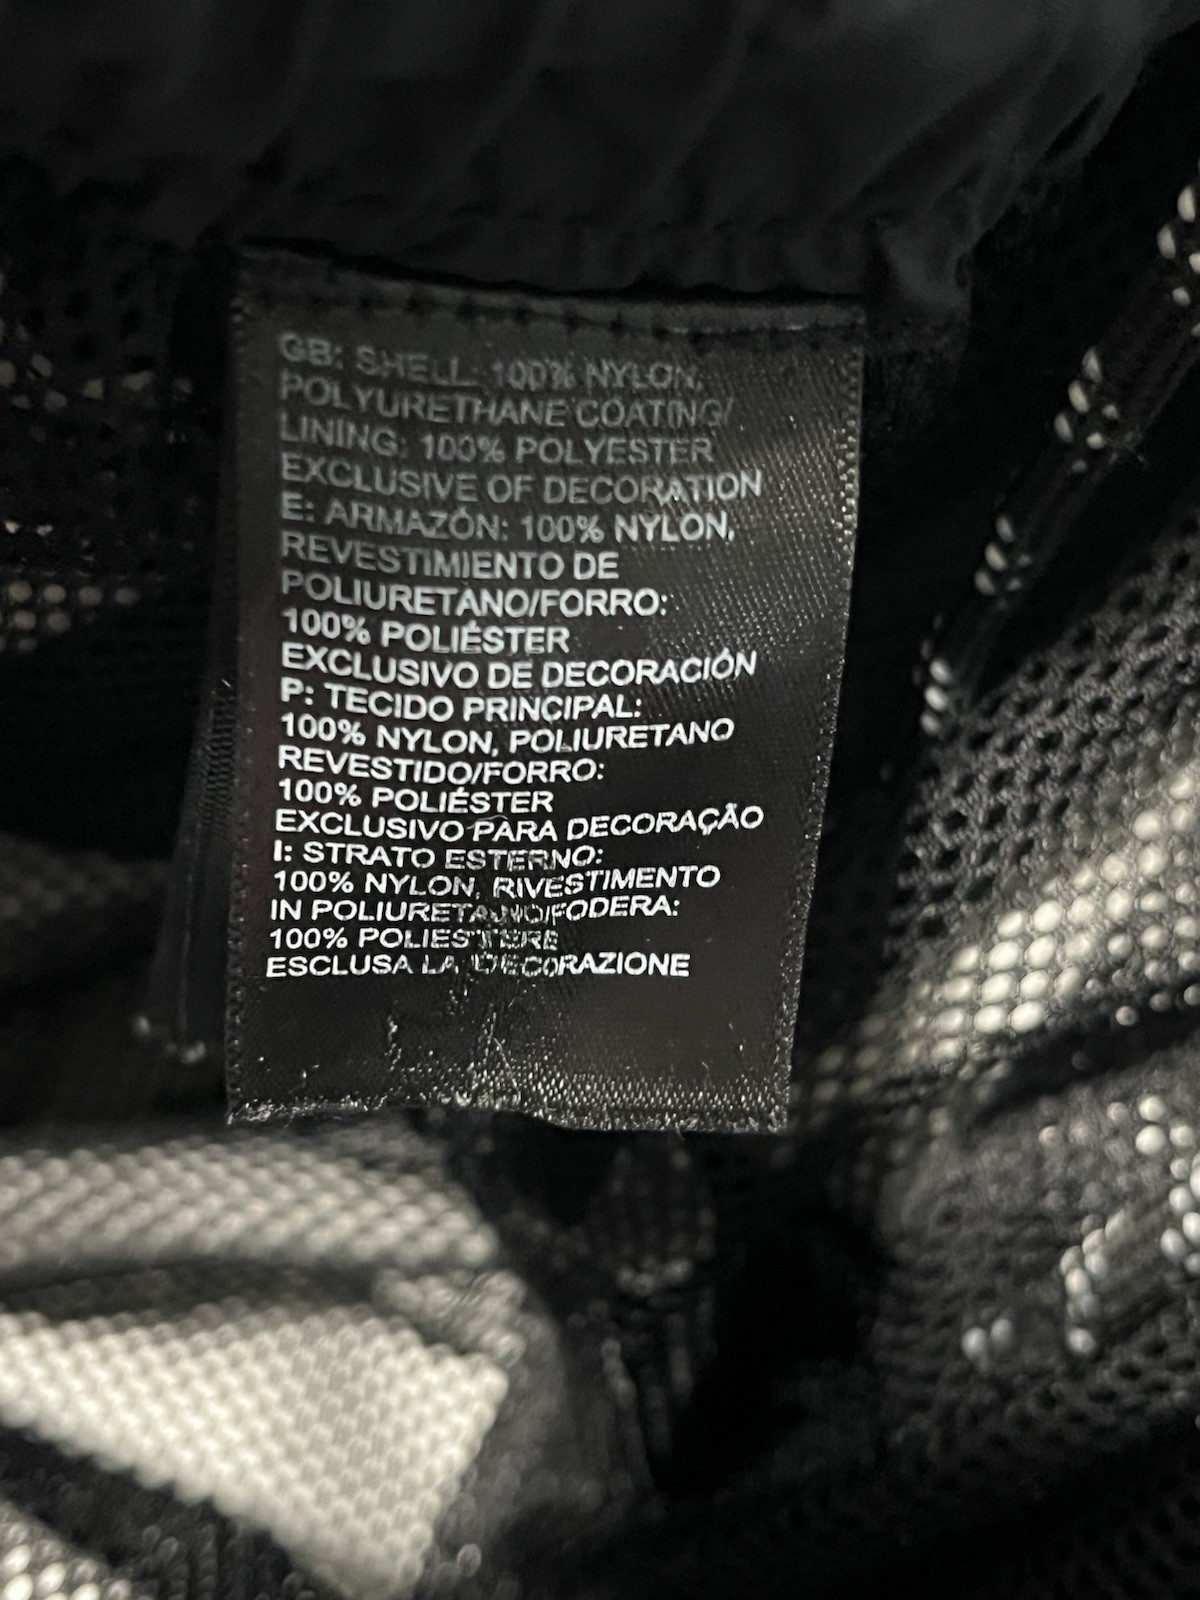 GB: SHELL: 100% NYLON,
POLYURETHANE COATING/
LINING: 100% POLYESTER
EXCLUSIVE OF DECORATION
E: ARMAZÓN: 100% NYLON,
REVESTIMIENTO DE
POLIURETANO/FORRO:
100% POLIÉSTER
EXCLUSIVO DE DECORACIÓN
P: TECIDO PRINCIPAL:
100% NYLON, POLIURETANO
REVESTIDO/FORRO:
100% POLIÉSTER
EXCLUSIVO PARA DECORAÇÃO
I: STRATO ESTERNO:
100% NYLON, RIVESTIMENTO
IN POLIURETANO/FODERA:
100% POLIESTERE
ESCLUSA LA DECORAZIONE